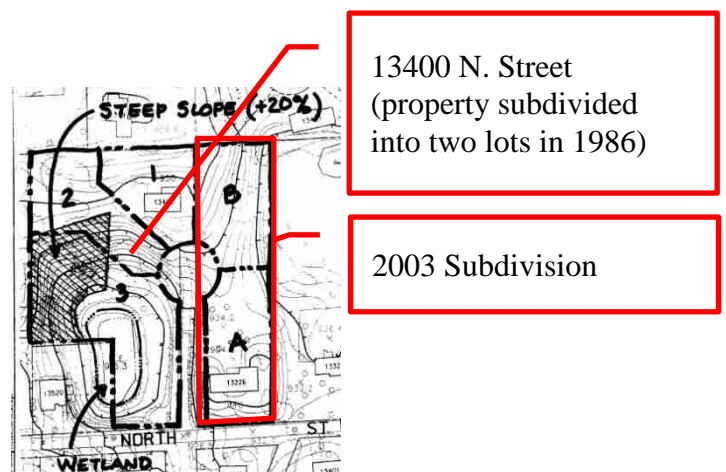 13400 N. Street
(property subdivided
into two lots in 1986)
2003 Subdivision
STEEP SLOPE (+20%)
2
1
B
3
A
13226
NORTH ST.
WETLAND